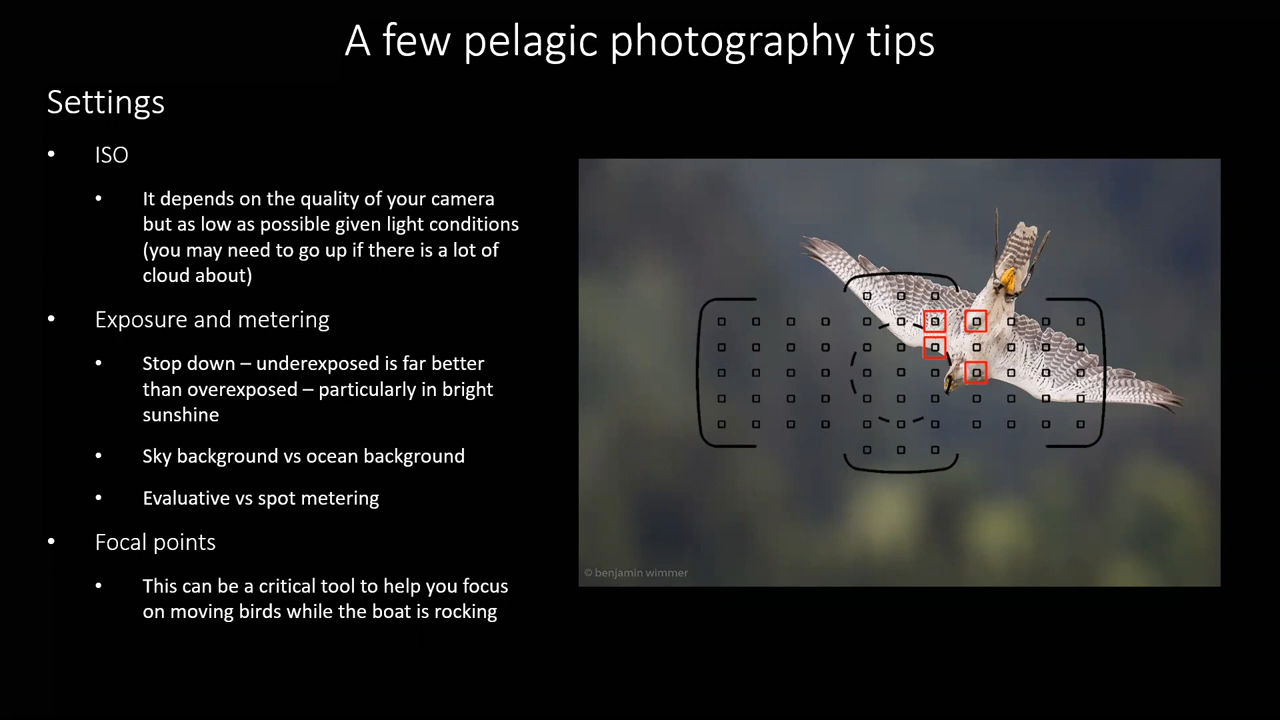 A few pelagic photography tips
Settings
• ISO
• It depends on the quality of your camera
but as low as possible given light conditions
(you may need to go up if there is a lot of
cloud about)
• Exposure and metering
• Stop down – underexposed is far better
than overexposed – particularly in bright
sunshine
• Sky background vs ocean background
• Evaluative vs spot metering
• Focal points
• This can be a critical tool to help you focus
on moving birds while the boat is rocking
© benjamin wimmer